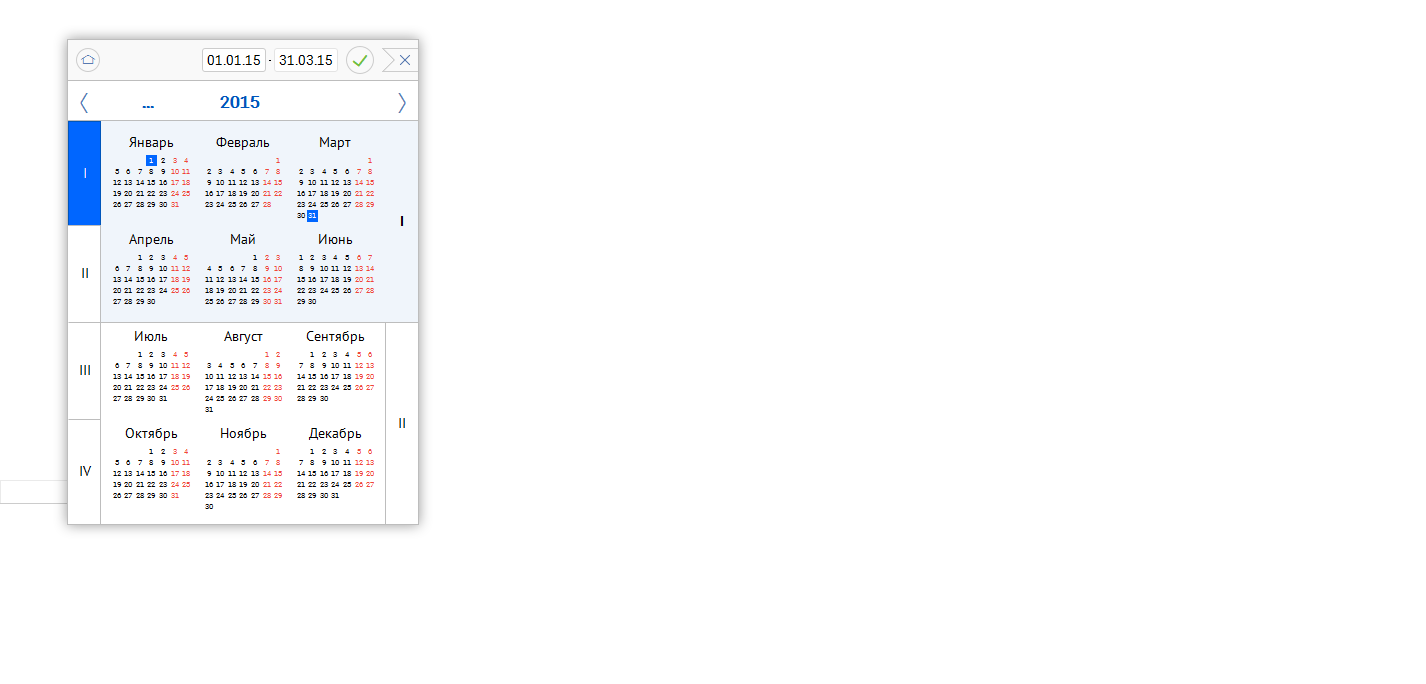 01.01.15 - 31.03.15
... 2015
I
Январь Февраль Март
1 2 3 4 1 1
5 6 7 8 9 10 11 2 3 4 5 6 7 8 2 3 4 5 6 7 8
12 13 14 15 16 17 18 9 10 11 12 13 14 15 9 10 11 12 13 14 15
19 20 21 22 23 24 25 16 17 18 19 20 21 22 16 17 18 19 20 21 22
26 27 28 29 30 31 23 24 25 26 27 28 23 24 25 26 27 28 29
30 31
I
II
Апрель Май Июнь
1 2 3 4 5 1 2 3 1 2 3 4 5 6 7
6 7 8 9 10 11 12 4 5 6 7 8 9 10 8 9 10 11 12 13 14
13 14 15 16 17 18 19 11 12 13 14 15 16 17 15 16 17 18 19 20 21
20 21 22 23 24 25 26 18 19 20 21 22 23 24 22 23 24 25 26 27 28
27 28 29 30 25 26 27 28 29 30 31 29 30
III
Июль Август Сентябрь
1 2 3 4 5 1 2 1 2 3 4 5 6
6 7 8 9 10 11 12 3 4 5 6 7 8 9 7 8 9 10 11 12 13
13 14 15 16 17 18 19 10 11 12 13 14 15 16 14 15 16 17 18 19 20
20 21 22 23 24 25 26 17 18 19 20 21 22 23 21 22 23 24 25 26 27
27 28 29 30 31 24 25 26 27 28 29 30 28 29 30
31
II
IV
Октябрь Ноябрь Декабрь
1 2 3 4 1 1 2 3 4 5 6
5 6 7 8 9 10 11 2 3 4 5 6 7 8 7 8 9 10 11 12 13
12 13 14 15 16 17 18 9 10 11 12 13 14 15 14 15 16 17 18 19 20
19 20 21 22 23 24 25 16 17 18 19 20 21 22 21 22 23 24 25 26 27
26 27 28 29 30 31 23 24 25 26 27 28 29 28 29 30 31
30